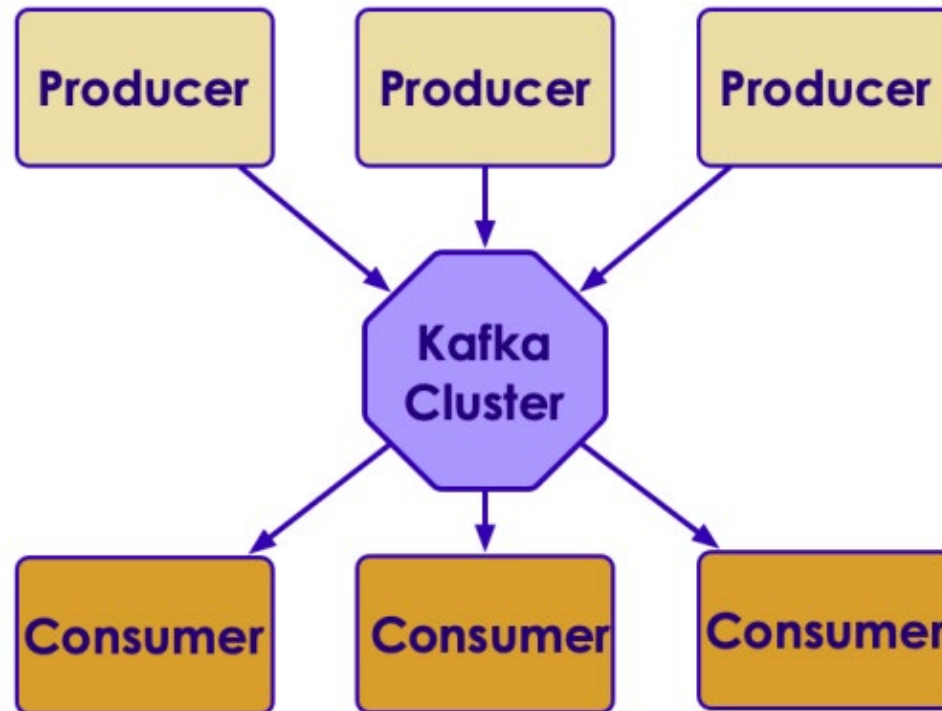 Producer
Producer
Producer
Kafka
Cluster
Consumer
Consumer
Consumer